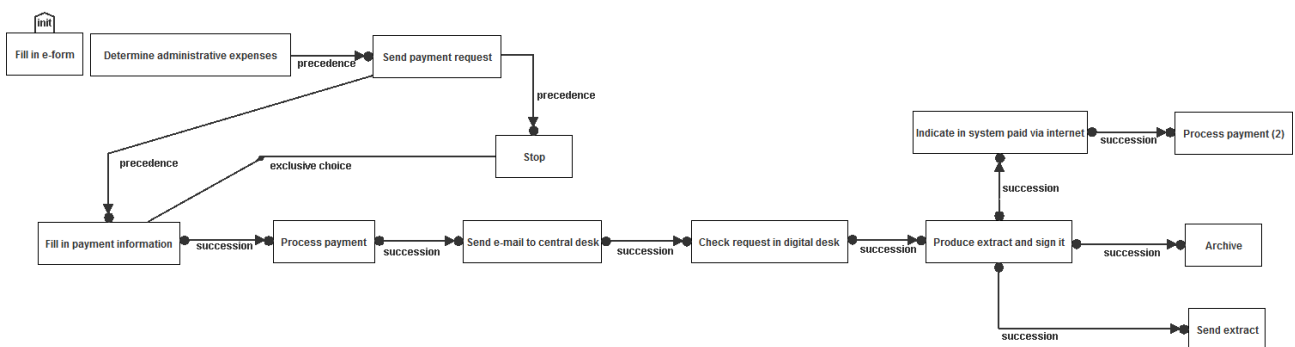 init
Fill in e-form
Determine administrative expenses
precedence
Send payment request
precedence
precedence
exclusive choice
Stop
Indicate in system paid via internet
succession
Process payment (2)
succession
Fill in payment information
succession
Process payment
succession
Send e-mail to central desk
succession
Check request in digital desk
succession
Produce extract and sign it
succession
Archive
succession
Send extract